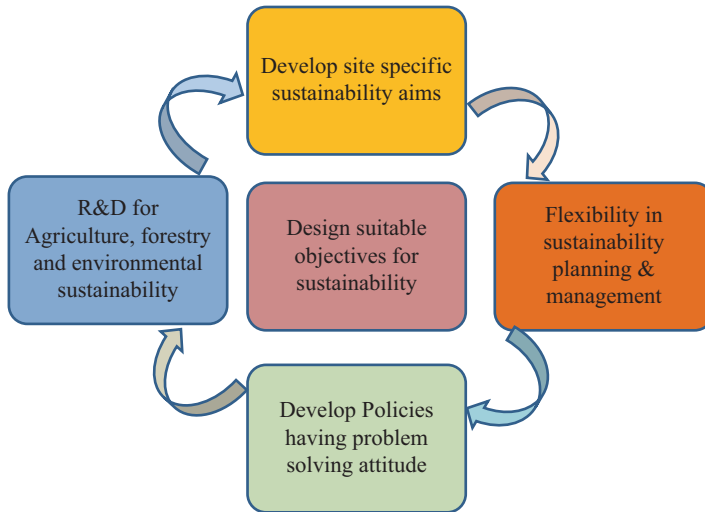 Develop site specific
sustainability aims
R&D for
Agriculture, forestry
and environmental
sustainability
Design suitable
objectives for
sustainability
Flexibility in
sustainability
planning &
management
Develop Policies
having problem
solving attitude